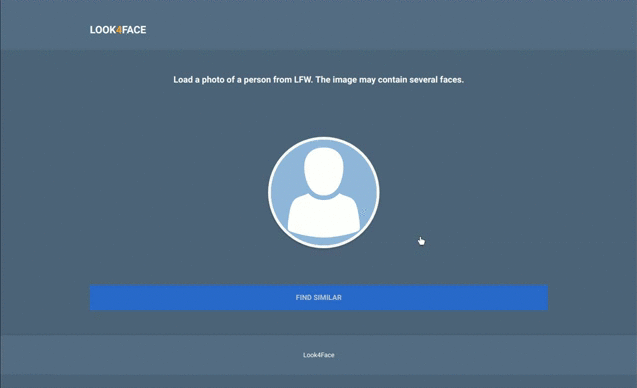 LOOK4FACE
Load a photo of a person from LFW. The image may contain several faces.
FIND SIMILAR
Look4Face